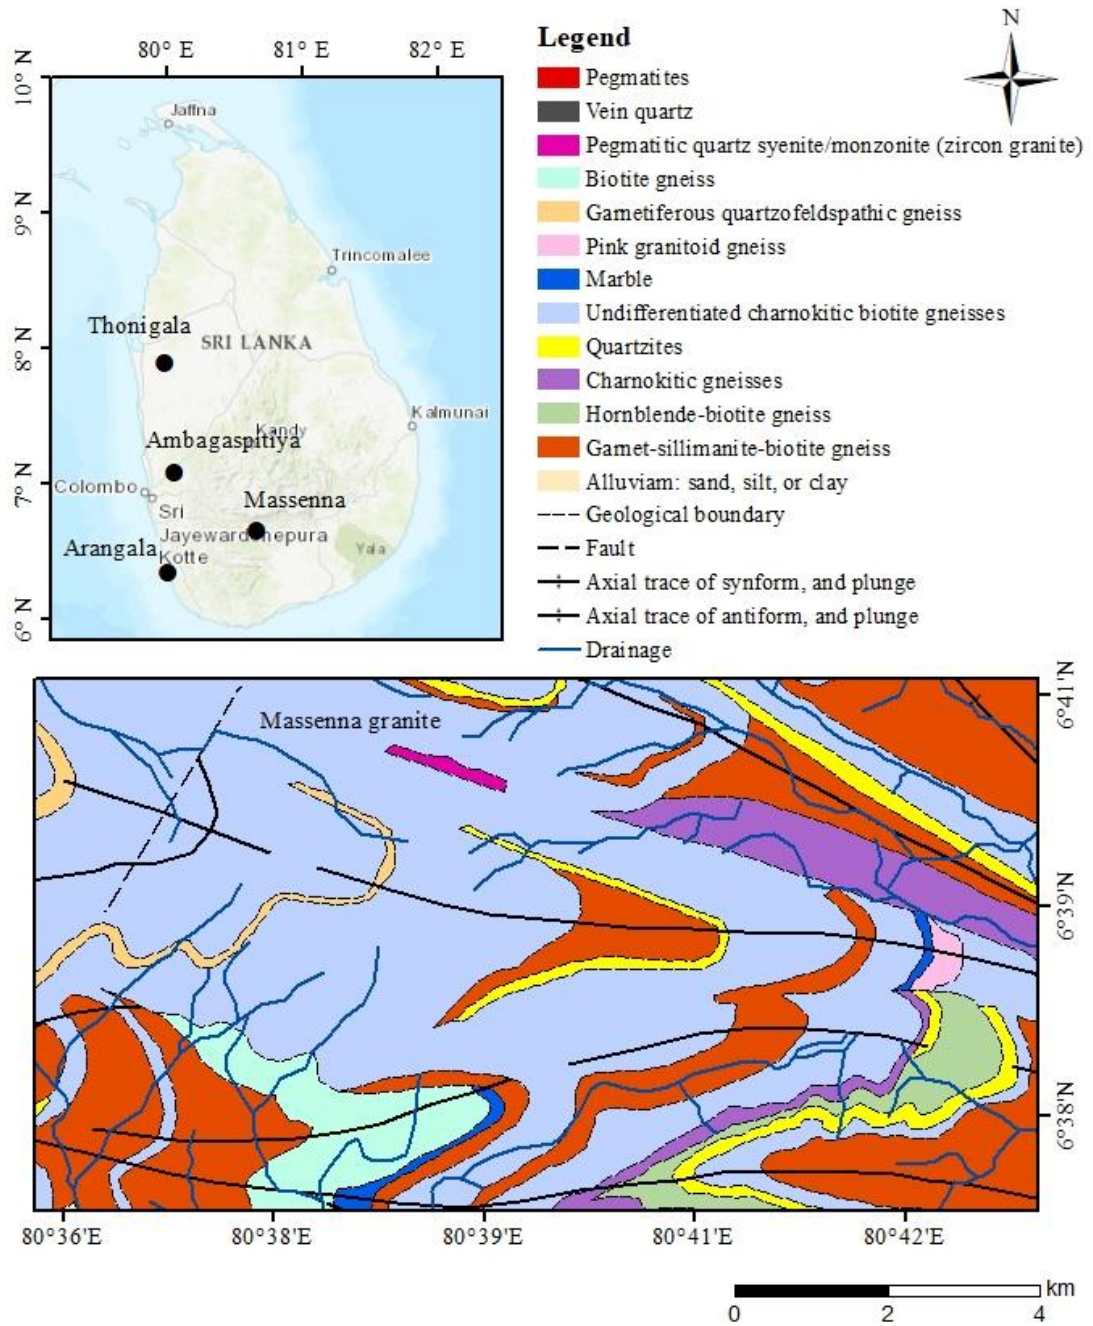 N
80° E 81° E 82° E
10° N
9° N
8° N
7° N
6° N
Jaffna
Trincomalee
Thonigala
SRI LANKA
Kalmunai
Kandy
Ambagaspitiya
Colombo
Massenna
Sri
Jayewardenepura
Kotte
Arangala
Yala
Legend
Pegmatites
Vein quartz
Pegmatitic quartz syenite/monzonite (zircon granite)
Biotite gneiss
Garnetiferous quartzofeldspathic gneiss
Pink granitoid gneiss
Marble
Undifferentiated charnokitic biotite gneisses
Quartzites
Charnokitic gneisses
Hornblende-biotite gneiss
Garnet-sillimanite-biotite gneiss
Alluviam: sand, silt, or clay
Geological boundary
Fault
Axial trace of synform, and plunge
Axial trace of antiform, and plunge
Drainage
Massenna granite
6°41'N
6°39'N
6°38'N
80°36'E 80°38'E 80°39'E 80°41'E 80°42'E
km
0 2 4